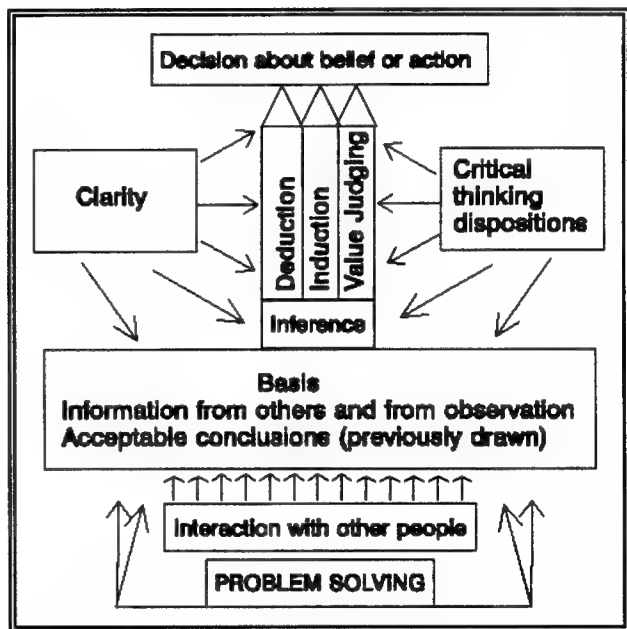 Decision about belief or action
Clarity
Deduction
Induction
Value Judging
Critical
thinking
dispositions
Inference
Basis
Information from others and from observation
Acceptable conclusions (previously drawn)
Interaction with other people
PROBLEM SOLVING